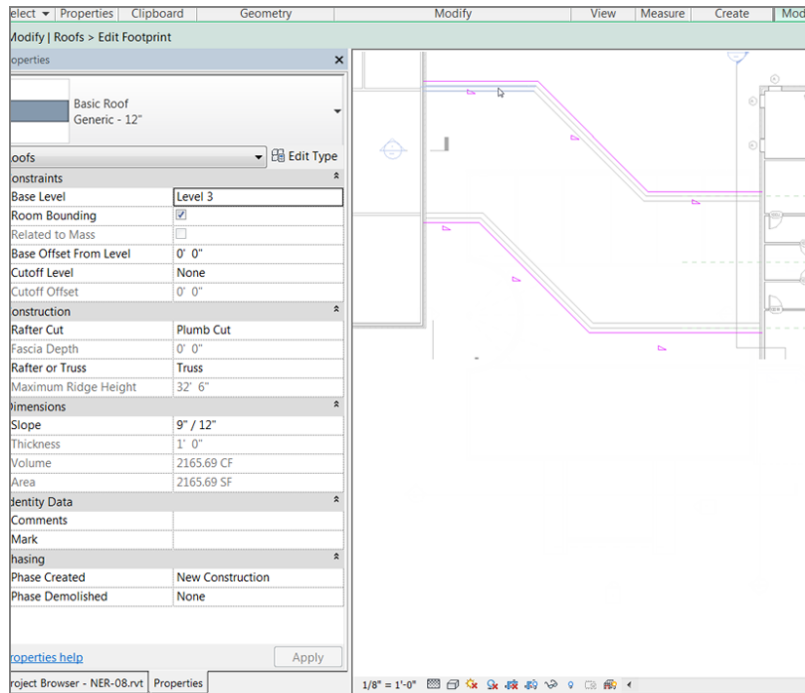 elect ▾ Properties Clipboard Geometry Modify View Measure Create Mod
Modify | Roofs > Edit Footprint
operties
Basic Roof
Generic - 12"
oofs Edit Type
onstraints
Base Level Level 3
Room Bounding
Related to Mass
Base Offset From Level 0' 0"
Cutoff Level None
Cutoff Offset 0' 0"
onstruction
Rafter Cut Plumb Cut
Fascia Depth 0' 0"
Rafter or Truss Truss
Maximum Ridge Height 32' 6"
imensions
Slope 9" / 12"
Thickness 1' 0"
Volume 2165.69 CF
Area 2165.69 SF
dentity Data
Comments
Mark
hasing
Phase Created New Construction
Phase Demolished None
roperties help Apply
roject Browser - NER-08.rvt Properties
1/8" = 1'-0"